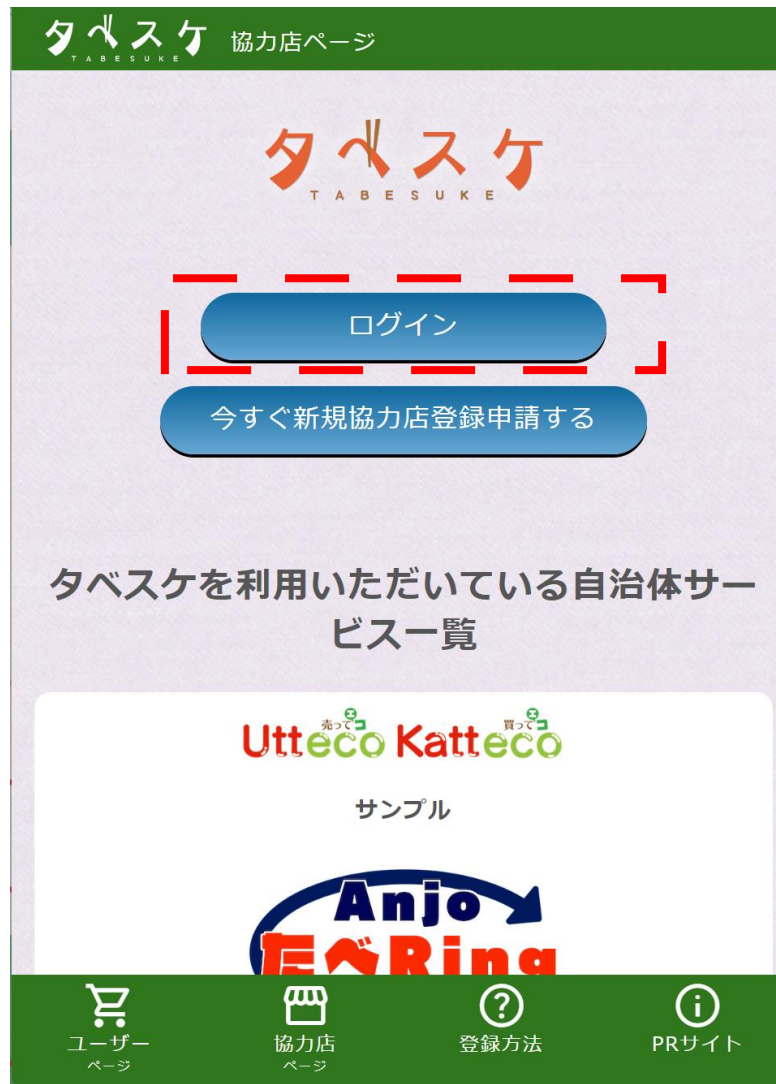 タベスケ 協力店ページ
TABESUKE
タベスケ
TABESUKE
ログイン
今すぐ新規協力店登録申請する
タベスケを利用いただいている自治体サー
ビス一覧
売って エコ 買って エコ
Utteco Katteco
サンプル
Anjo
たべRing
ユーザー 協力店 登録方法 PRサイト
ページ ページ